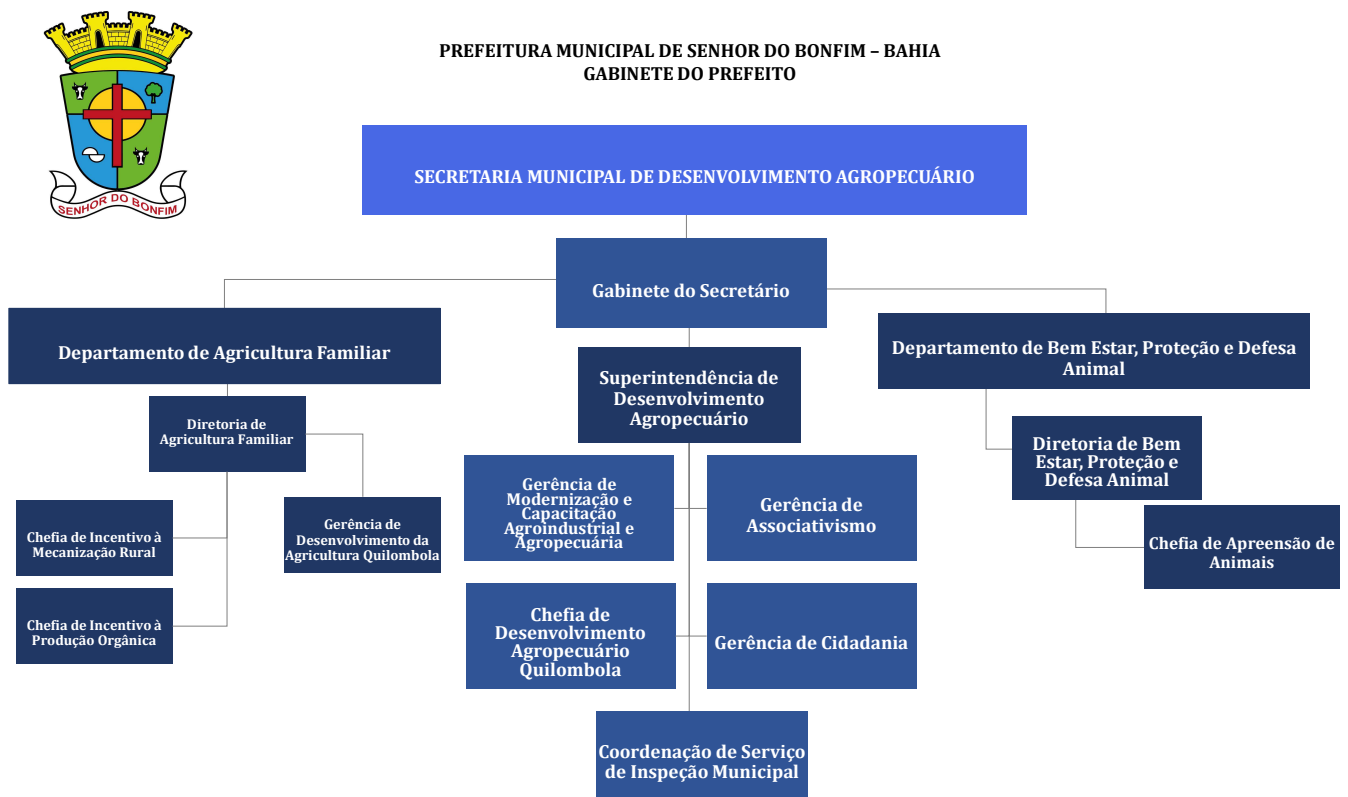 PREFEITURA MUNICIPAL DE SENHOR DO BONFIM – BAHIA
GABINETE DO PREFEITO
SENHOR DO BONFIM
SECRETARIA MUNICIPAL DE DESENVOLVIMENTO AGROPECUÁRIO
Gabinete do Secretário
Departamento de Agricultura Familiar
Diretoria de
Agricultura Familiar
Chefia de Incentivo à
Mecanização Rural
Gerência de
Desenvolvimento da
Agricultura Quilombola
Chefia de Incentivo à
Produção Orgânica
Superintendência de
Desenvolvimento
Agropecuário
Gerência de
Modernização e
Capacitação
Agroindustrial e
Agropecuária
Gerência de
Associativismo
Chefia de
Desenvolvimento
Agropecuário
Quilombola
Gerência de Cidadania
Coordenação de Serviço
de Inspeção Municipal
Departamento de Bem Estar, Proteção e Defesa
Animal
Diretoria de Bem
Estar, Proteção e
Defesa Animal
Chefia de Apreensão de
Animais